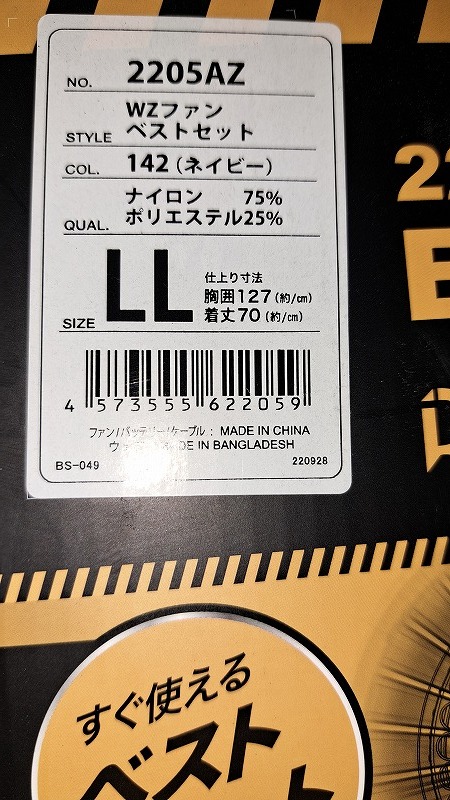 NO. 2205AZ
WZファン
STYLE ベストセット
COL. 142 (ネイビー)
ナイロン 75%
QUAL. ポリエステル25%
SIZE LL
仕上り寸法
胸囲127(約/㎝)
着丈70(約/㎝)
4 573555 622059
ファン/バッテリー/ケーブル : MADE IN CHINA
MADE IN BANGLADESH
BS-049 220928
すぐ使える
ベスト